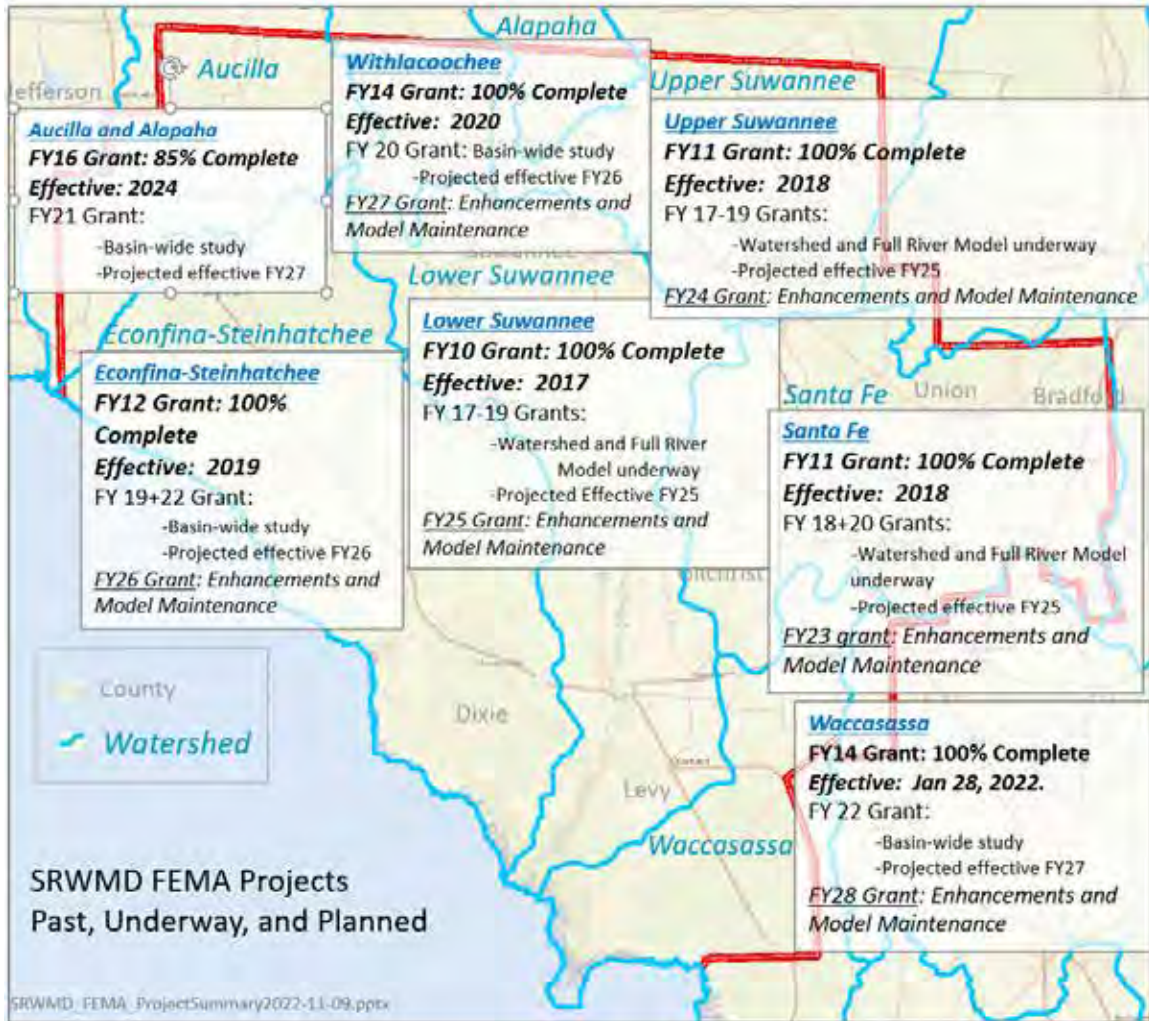 Alapaha
Aucilla
Upper Suwannee
Jefferson
Aucilla and Alapaha
FY16 Grant: 85% Complete
Effective: 2024
FY21 Grant:
-Basin-wide study
-Projected effective FY27
Withlacoochee
FY14 Grant: 100% Complete
Effective: 2020
FY 20 Grant: Basin-wide study
-Projected effective FY26
FY27 Grant: Enhancements and
Model Maintenance
Upper Suwannee
FY11 Grant: 100% Complete
Effective: 2018
FY 17-19 Grants:
-Watershed and Full River Model underway
-Projected effective FY25
FY24 Grant: Enhancements and Model Maintenance
Lower Suwannee
Lower Suwannee
FY10 Grant: 100% Complete
Effective: 2017
FY 17-19 Grants:
-Watershed and Full River
Model underway
-Projected Effective FY25
FY25 Grant: Enhancements and
Model Maintenance
Econfina-Steinhatchee
Econfina-Steinhatchee
FY12 Grant: 100%
Complete
Effective: 2019
FY 19+22 Grant:
-Basin-wide study
-Projected effective FY26
FY26 Grant: Enhancements and
Model Maintenance
Santa Fe
Union
Bradford
Santa Fe
FY11 Grant: 100% Complete
Effective: 2018
FY 18+20 Grants:
-Watershed and Full River Model
underway
-Projected effective FY25
FY23 grant: Enhancements and
Model Maintenance
County
Watershed
Dixie
Levy
Waccasassa
Waccasassa
FY14 Grant: 100% Complete
Effective: Jan 28, 2022.
FY 22 Grant:
-Basin-wide study
-Projected effective FY27
FY28 Grant: Enhancements and
Model Maintenance
SRWMD FEMA Projects
Past, Underway, and Planned
SRWMD_FEMA_ProjectSummary2022-11-09.pptx